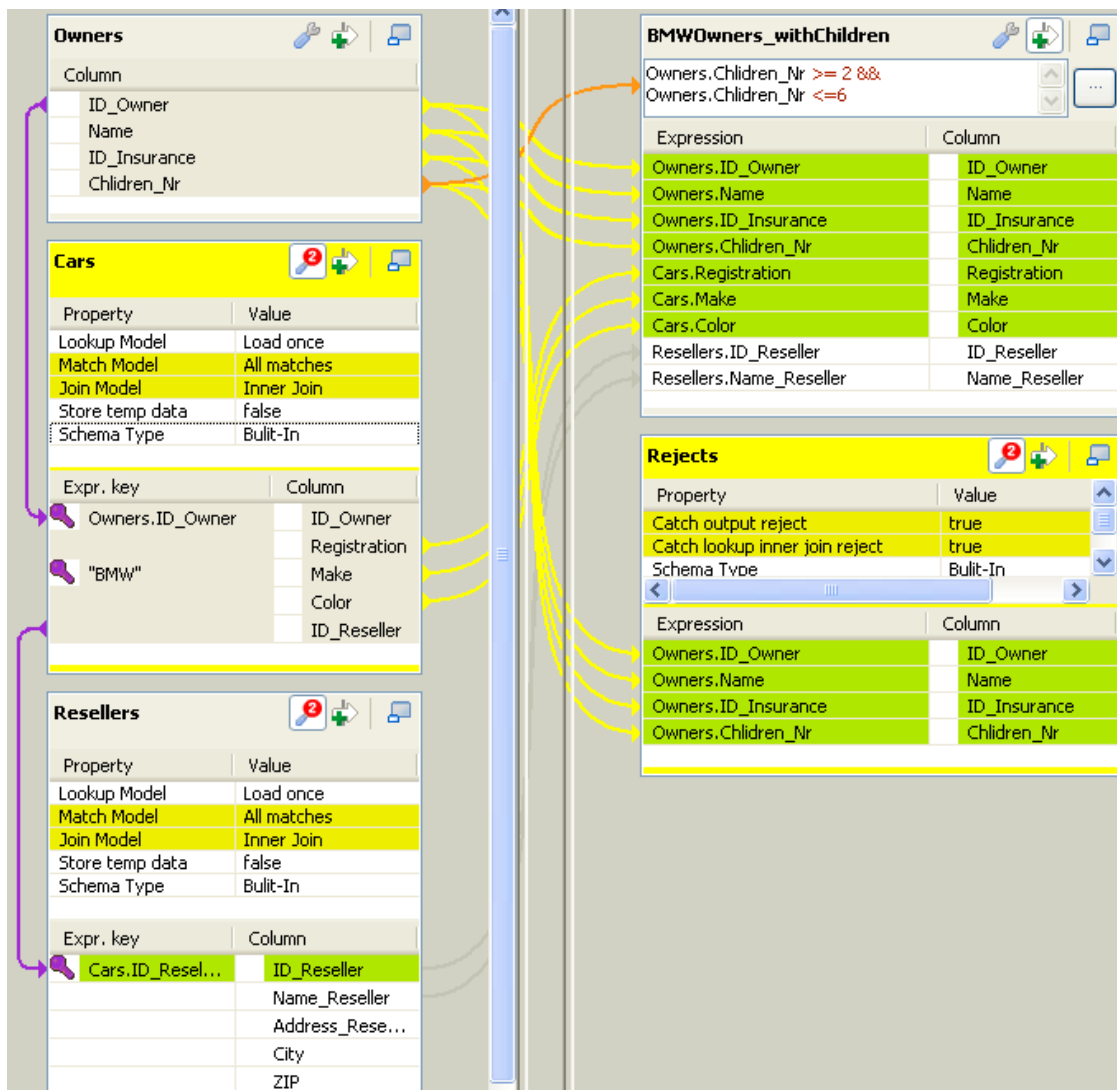 Owners
Column
ID_Owner
Name
ID_Insurance
Chlidren_Nr
Cars
2
Property Value
Lookup Model Load once
Match Model All matches
Join Model Inner Join
Store temp data false
Schema Type Bulit-In
Expr. key Column
Owners.ID_Owner ID_Owner
Registration
"BMW" Make
Color
ID_Reseller
Resellers
2
Property Value
Lookup Model Load once
Match Model All matches
Join Model Inner Join
Store temp data false
Schema Type Bulit-In
Expr. key Column
Cars.ID_Resel... ID_Reseller
Name_Reseller
Address_Rese...
City
ZIP
BMWOwners_withChildren
Owners.Chlidren_Nr >= 2 &&
Owners.Chlidren_Nr <=6
...
Expression Column
Owners.ID_Owner ID_Owner
Owners.Name Name
Owners.ID_Insurance ID_Insurance
Owners.Chlidren_Nr Chlidren_Nr
Cars.Registration Registration
Cars.Make Make
Cars.Color Color
Resellers.ID_Reseller ID_Reseller
Resellers.Name_Reseller Name_Reseller
Rejects
2
Property Value
Catch output reject true
Catch lookup inner join reject true
Schema Type Bulit-In
Expression Column
Owners.ID_Owner ID_Owner
Owners.Name Name
Owners.ID_Insurance ID_Insurance
Owners.Chlidren_Nr Chlidren_Nr